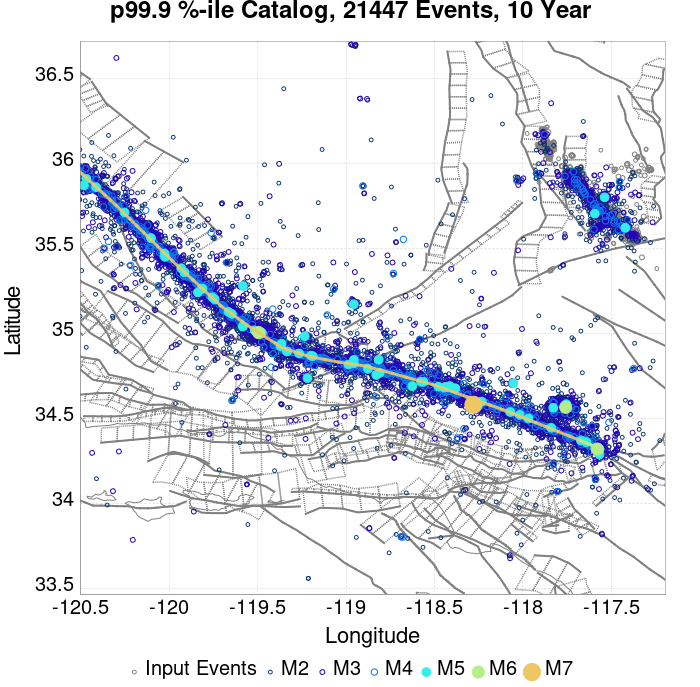 p99.9 %-ile Catalog, 21447 Events, 10 Year
36.5
36
35.5
35
34.5
34
33.5
Latitude
-120.5 -120 -119.5 -119 -118.5 -118 -117.5
Longitude
Input Events M2 M3 M4 M5 M6 M7